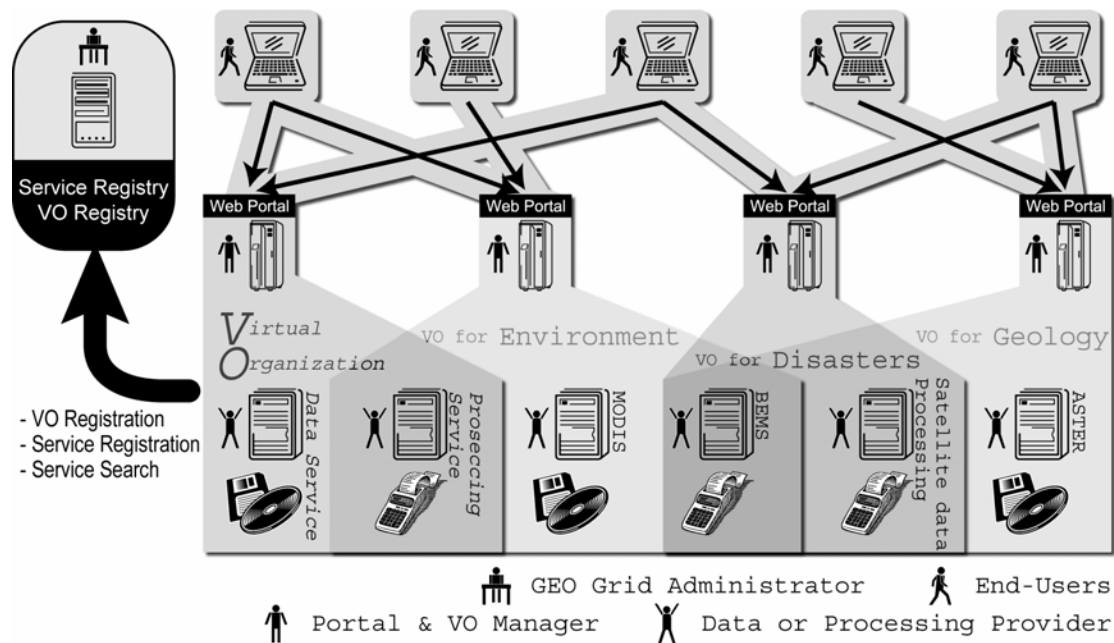 Service Registry
VO Registry
- VO Registration
- Service Registration
- Service Search
Web Portal
Web Portal
Web Portal
Web Portal
Virtual
Organization
VO for Environment
VO for Disasters
VO for Geology
Data Service
Proseccing
Service
MODIS
BEMS
Satellite data
Processing
ASTER
GEO Grid Administrator
End-Users
Portal & VO Manager
Data or Processing Provider